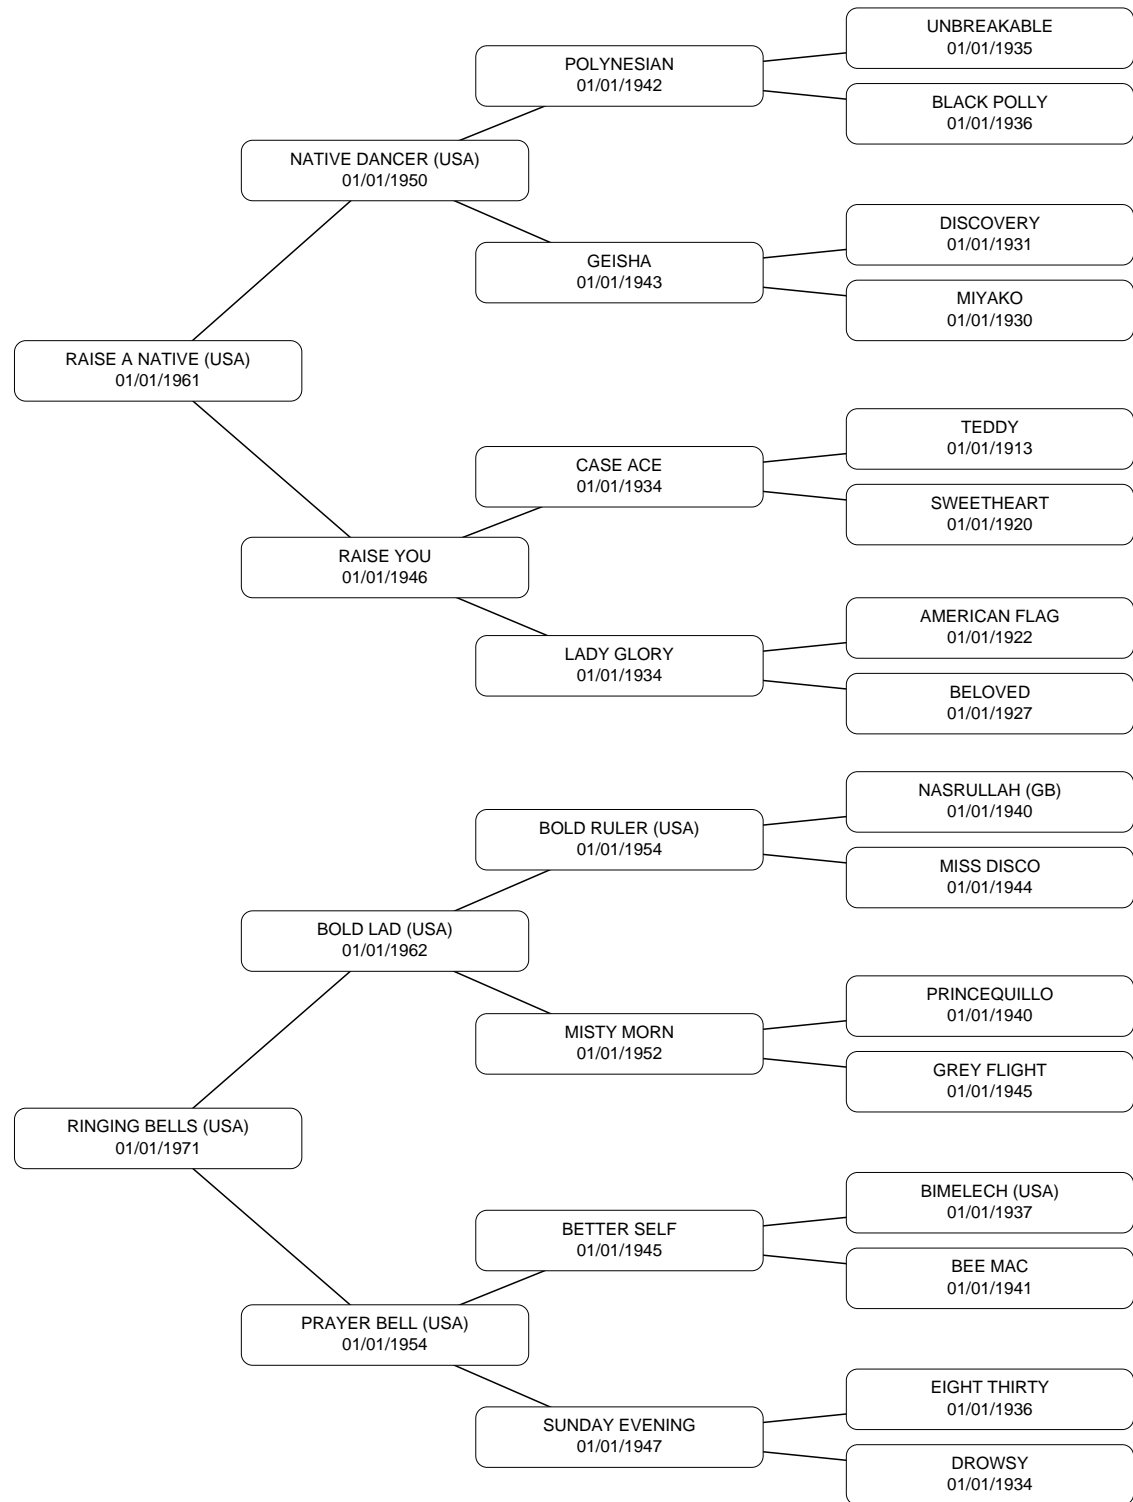 UNBREAKABLE
01/01/1935
POLYNESIAN
01/01/1942
BLACK POLLY
01/01/1936
NATIVE DANCER (USA)
01/01/1950
DISCOVERY
01/01/1931
GEISHA
01/01/1943
MIYAKO
01/01/1930
RAISE A NATIVE (USA)
01/01/1961
TEDDY
01/01/1913
CASE ACE
01/01/1934
SWEETHEART
01/01/1920
RAISE YOU
01/01/1946
AMERICAN FLAG
01/01/1922
LADY GLORY
01/01/1934
BELOVED
01/01/1927
NASRULLAH (GB)
01/01/1940
BOLD RULER (USA)
01/01/1954
MISS DISCO
01/01/1944
BOLD LAD (USA)
01/01/1962
PRINCEQUILLO
01/01/1940
MISTY MORN
01/01/1952
GREY FLIGHT
01/01/1945
RINGING BELLS (USA)
01/01/1971
BIMELECH (USA)
01/01/1937
BETTER SELF
01/01/1945
BEE MAC
01/01/1941
PRAYER BELL (USA)
01/01/1954
EIGHT THIRTY
01/01/1936
SUNDAY EVENING
01/01/1947
DROWSY
01/01/1934